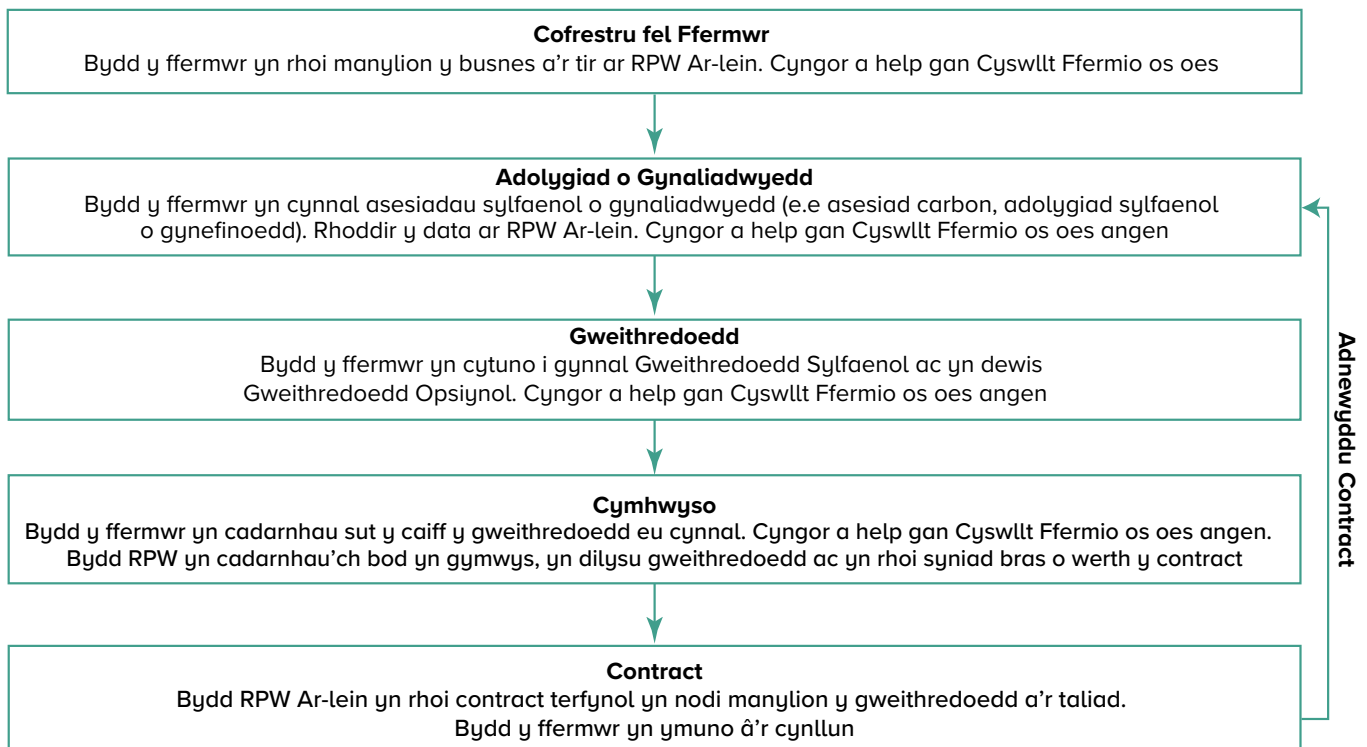 Cofrestru fel Ffermwr
Bydd y ffermwr yn rhoi manylion y busnes a'r tir ar RPW Ar-lein. Cyngor a help gan Cyswllt Ffermio os oes
Adolygiad o Gynaliadwyedd
Bydd y ffermwr yn cynnal asesiadau sylfaenol o gynaliadwyedd (e.e asesiad carbon, adolygiad sylfaenol
o gynefinoedd). Rhoddir y data ar RPW Ar-lein. Cyngor a help gan Cyswllt Ffermio os oes angen
Gweithredoedd
Bydd y ffermwr yn cytuno i gynnal Gweithredoedd Sylfaenol ac yn dewis
Gweithredoedd Opsiynol. Cyngor a help gan Cyswllt Ffermio os oes angen
Cymhwyso
Bydd y ffermwr yn cadarnhau sut y caiff y gweithredoedd eu cynnal. Cyngor a help gan Cyswllt Ffermio os oes angen.
Bydd RPW yn cadarnhau'ch bod yn gymwys, yn dilysu gweithredoedd ac yn rhoi syniad bras o werth y contract
Contract
Bydd RPW Ar-lein yn rhoi contract terfynol yn nodi manylion y gweithredoedd a'r taliad.
Bydd y ffermwr yn ymuno â'r cynllun
Adnewyddu Contract